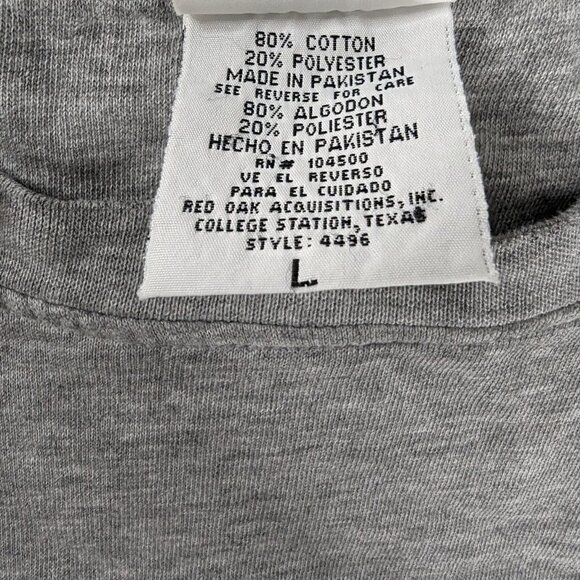 80% COTTON
20% POLYESTER
MADE IN PAKISTAN
SEE REVERSE FOR CARE
80% ALGODON
20% POLIESTER
HECHO EN PAKISTAN
RN# 104500
VE EL REVERSO
PARA EL CUIDADO
RED OAK ACQUISITIONS, INC.
COLLEGE STATION, TEXAS
STYLE: 4496
L